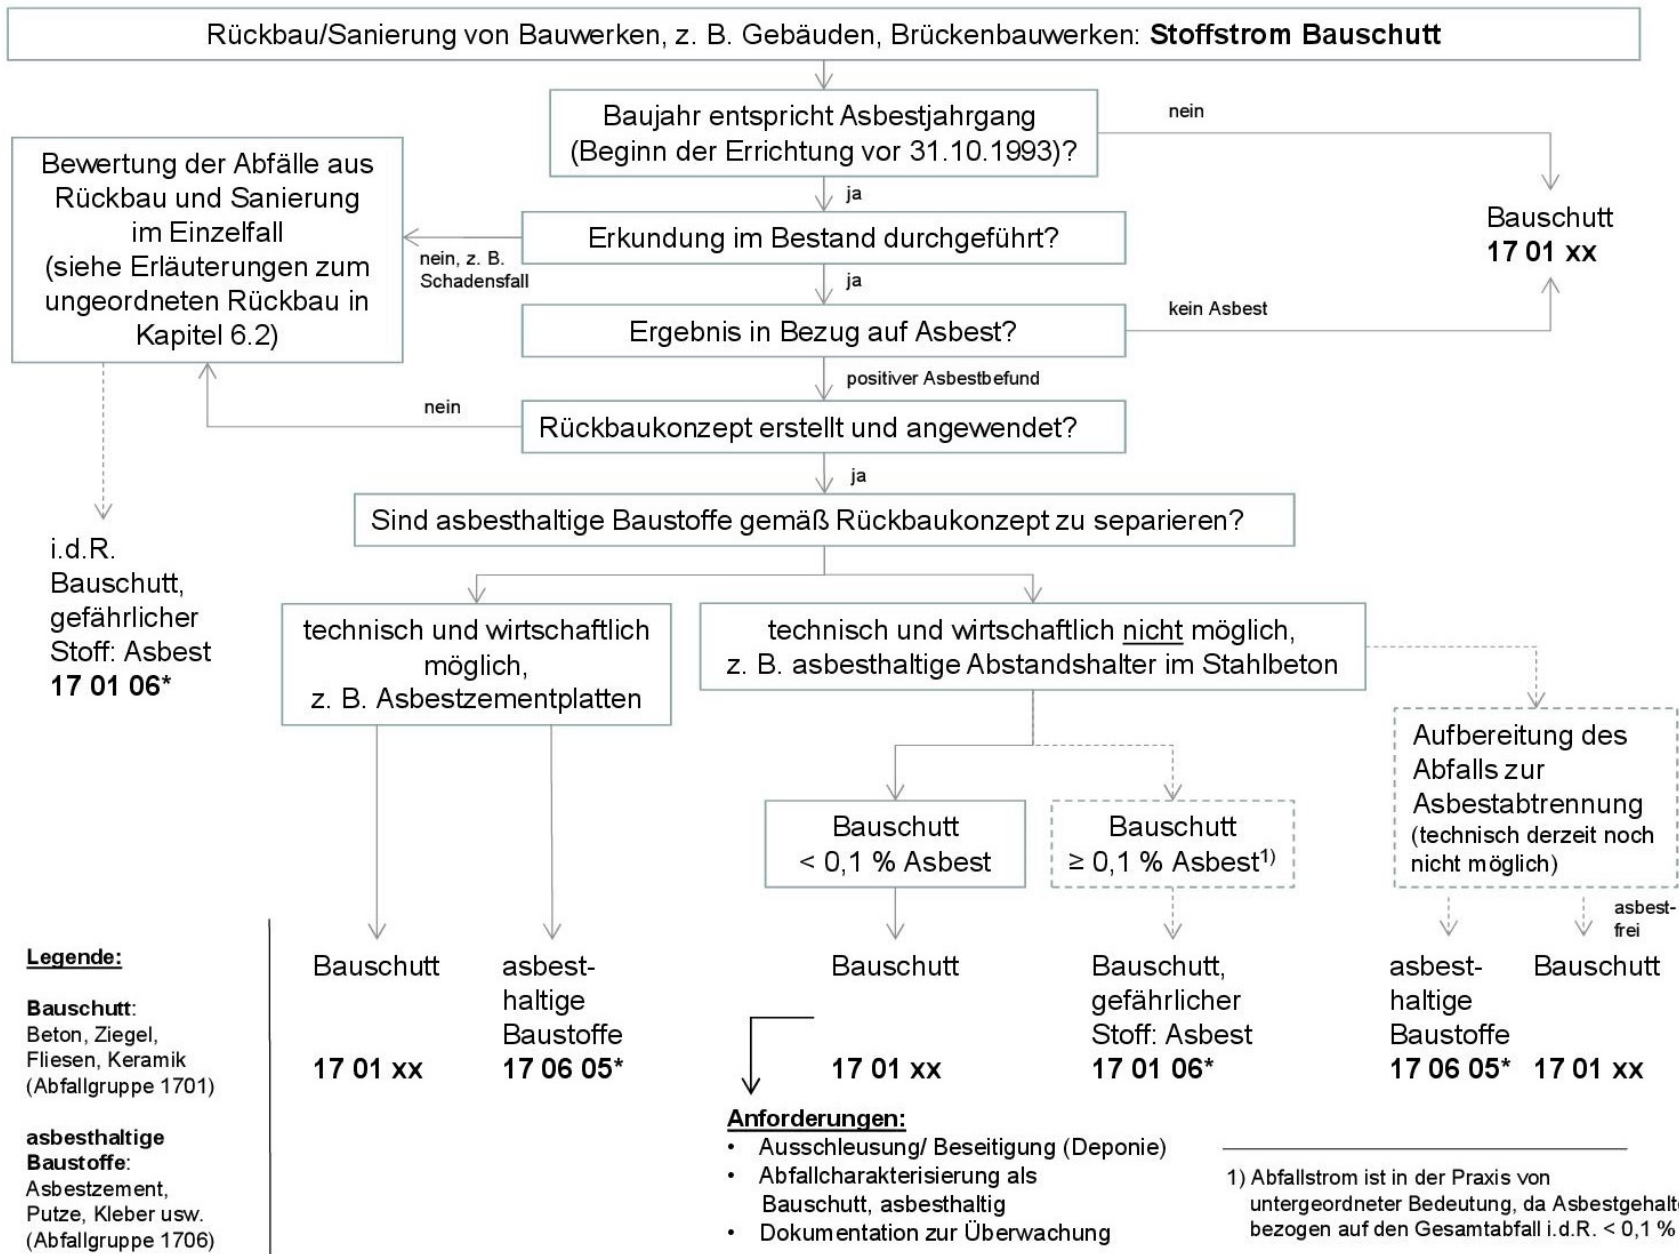 Rückbau/Sanierung von Bauwerken, z. B. Gebäuden, Brückenbauwerken: Stoffstrom Bauschutt
Baujahr entspricht Asbestjahrgang
(Beginn der Errichtung vor 31.10.1993)?
nein
ja
Bewertung der Abfälle aus
Rückbau und Sanierung
im Einzelfall
(siehe Erläuterungen zum
ungeordneten Rückbau in
Kapitel 6.2)
Erkundung im Bestand durchgeführt?
nein, z. B.
Schadensfall
ja
Bauschutt
17 01 xx
Ergebnis in Bezug auf Asbest?
kein Asbest
positiver Asbestbefund
nein
Rückbaukonzept erstellt und angewendet?
ja
Sind asbesthaltige Baustoffe gemäß Rückbaukonzept zu separieren?
i.d.R.
Bauschutt,
gefährlicher
Stoff: Asbest
17 01 06*
technisch und wirtschaftlich
möglich,
z. B. Asbestzementplatten
technisch und wirtschaftlich nicht möglich,
z. B. asbesthaltige Abstandshalter im Stahlbeton
Aufbereitung des
Abfalls zur
Asbestabtrennung
(technisch derzeit noch
nicht möglich)
Bauschutt
< 0,1 % Asbest
Bauschutt
≥ 0,1 % Asbest1)
asbest-
frei
Bauschutt
17 01 xx
asbest-
haltige
Baustoffe
17 06 05*
Bauschutt
17 01 xx
Bauschutt,
gefährlicher
Stoff: Asbest
17 01 06*
asbest-
haltige
Baustoffe
17 06 05*
Bauschutt
17 01 xx
Legende:
Bauschutt:
Beton, Ziegel,
Fliesen, Keramik
(Abfallgruppe 1701)
asbesthaltige
Baustoffe:
Asbestzement,
Putze, Kleber usw.
(Abfallgruppe 1706)
Anforderungen:
• Ausschleusung/ Beseitigung (Deponie)
• Abfallcharakterisierung als
Bauschutt, asbesthaltig
• Dokumentation zur Überwachung
1) Abfallstrom ist in der Praxis von
untergeordneter Bedeutung, da Asbestgehalte
bezogen auf den Gesamtabfall i.d.R. < 0,1 %